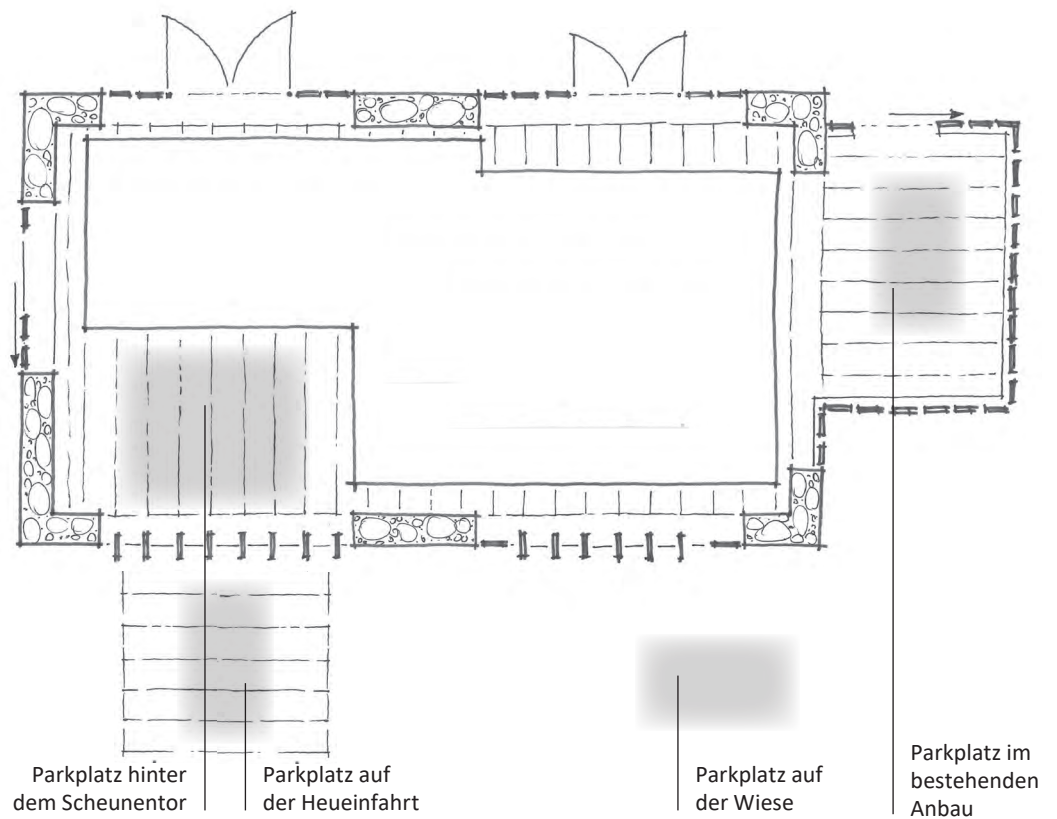 Parkplatz hinter
dem Scheunentor
Parkplatz auf
der Heueinfahrt
Parkplatz auf
der Wiese
Parkplatz im
bestehenden
Anbau